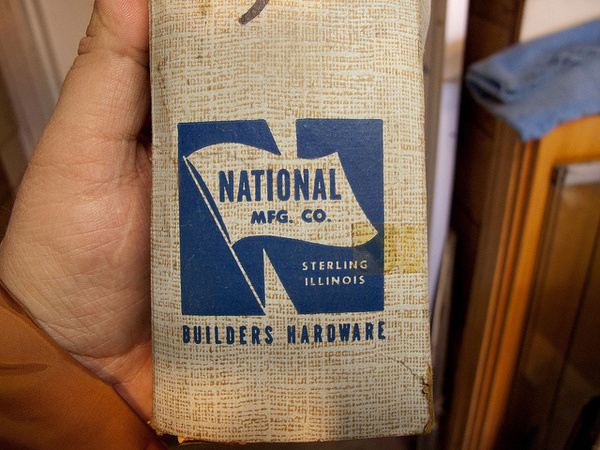 NATIONAL
MFG. CO.
STERLING
ILLINOIS
BUILDERS HARDWARE